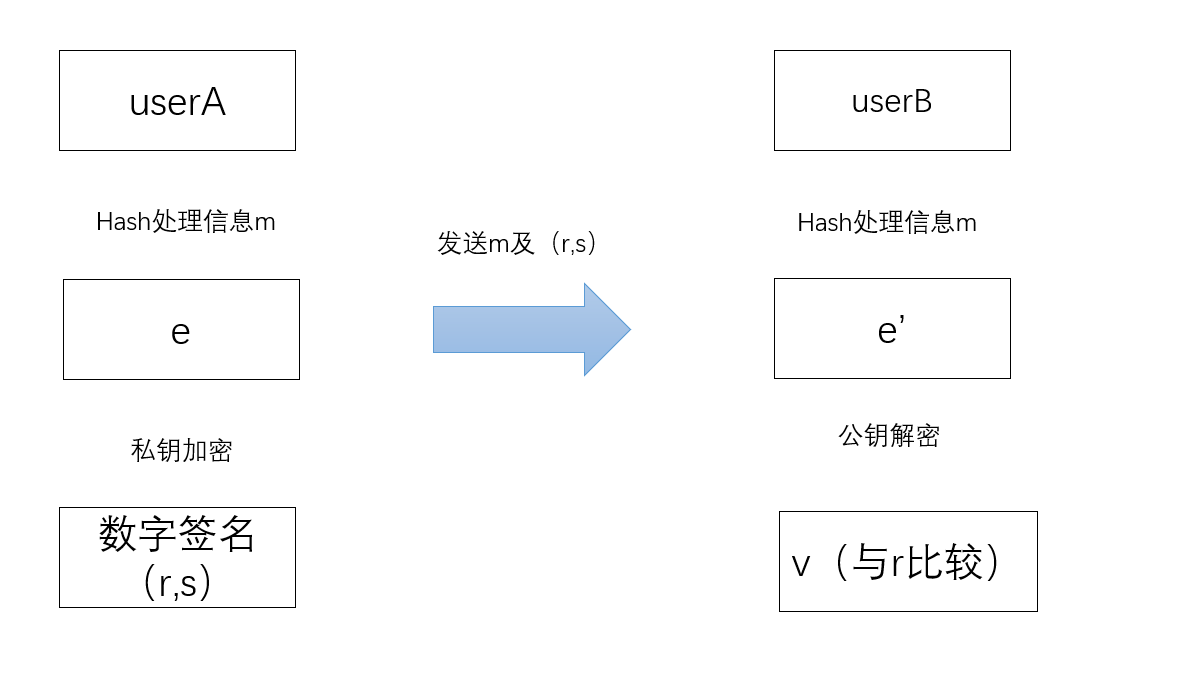 userA
Hash处理信息m
e
私钥加密
数字签名
（r,s）
发送m及（r,s）
userB
Hash处理信息m
e’
公钥解密
v（与r比较）